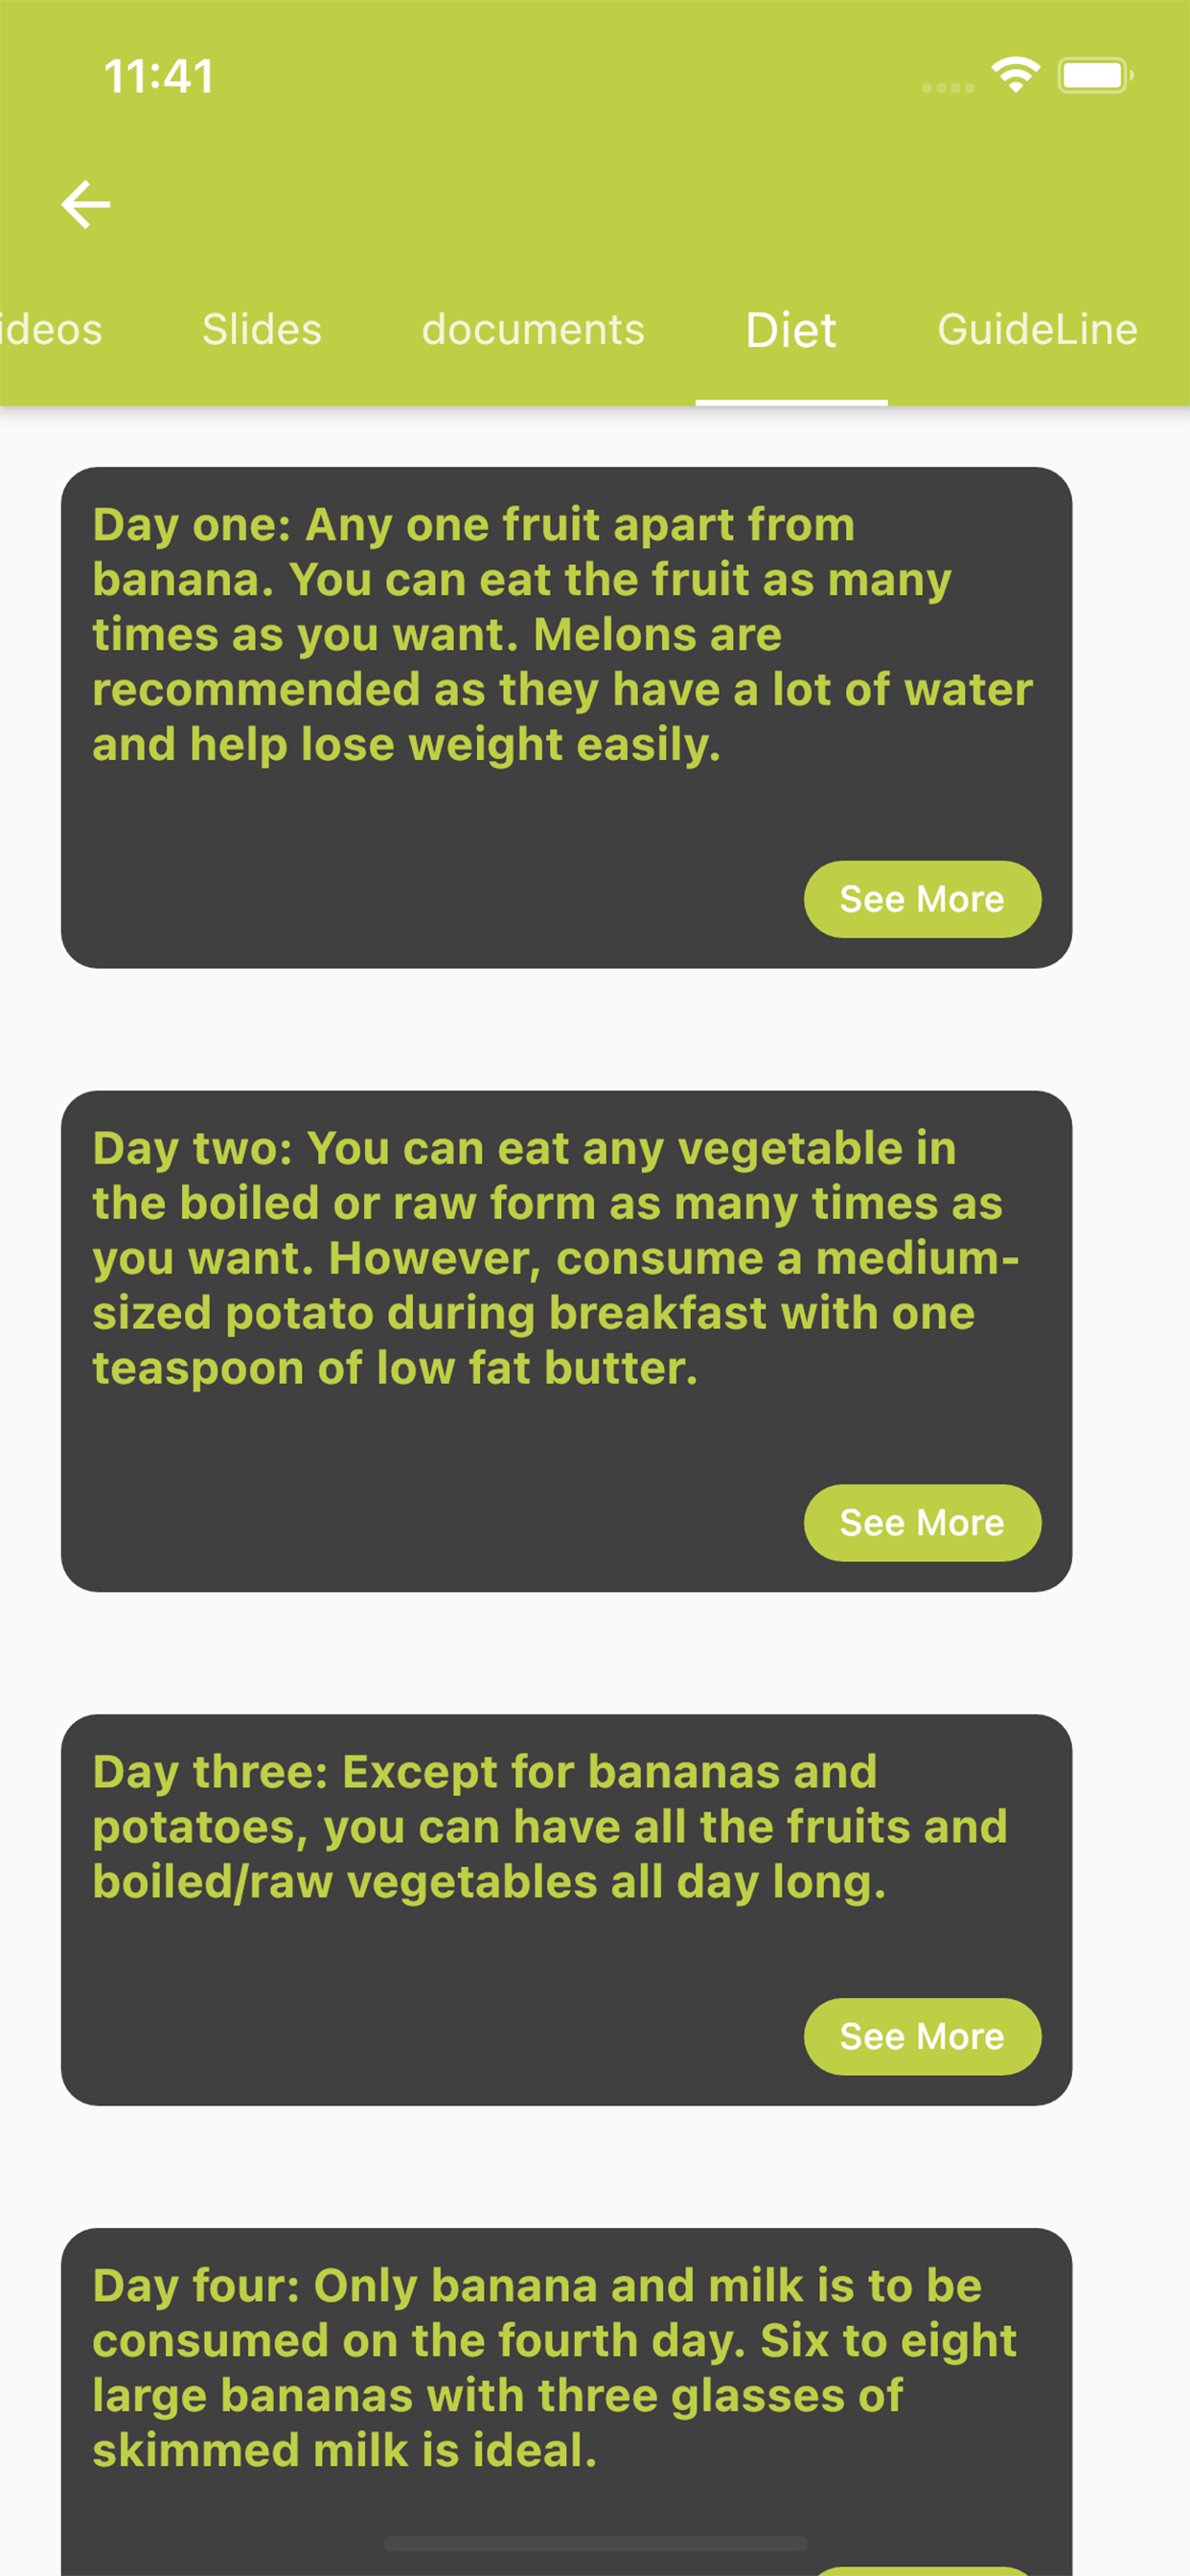 11:41
ideos Slides documents Diet GuideLine
Day one: Any one fruit apart from
banana. You can eat the fruit as many
times as you want. Melons are
recommended as they have a lot of water
and help lose weight easily.
See More
Day two: You can eat any vegetable in
the boiled or raw form as many times as
you want. However, consume a medium-
sized potato during breakfast with one
teaspoon of low fat butter.
See More
Day three: Except for bananas and
potatoes, you can have all the fruits and
boiled/raw vegetables all day long.
See More
Day four: Only banana and milk is to be
consumed on the fourth day. Six to eight
large bananas with three glasses of
skimmed milk is ideal.